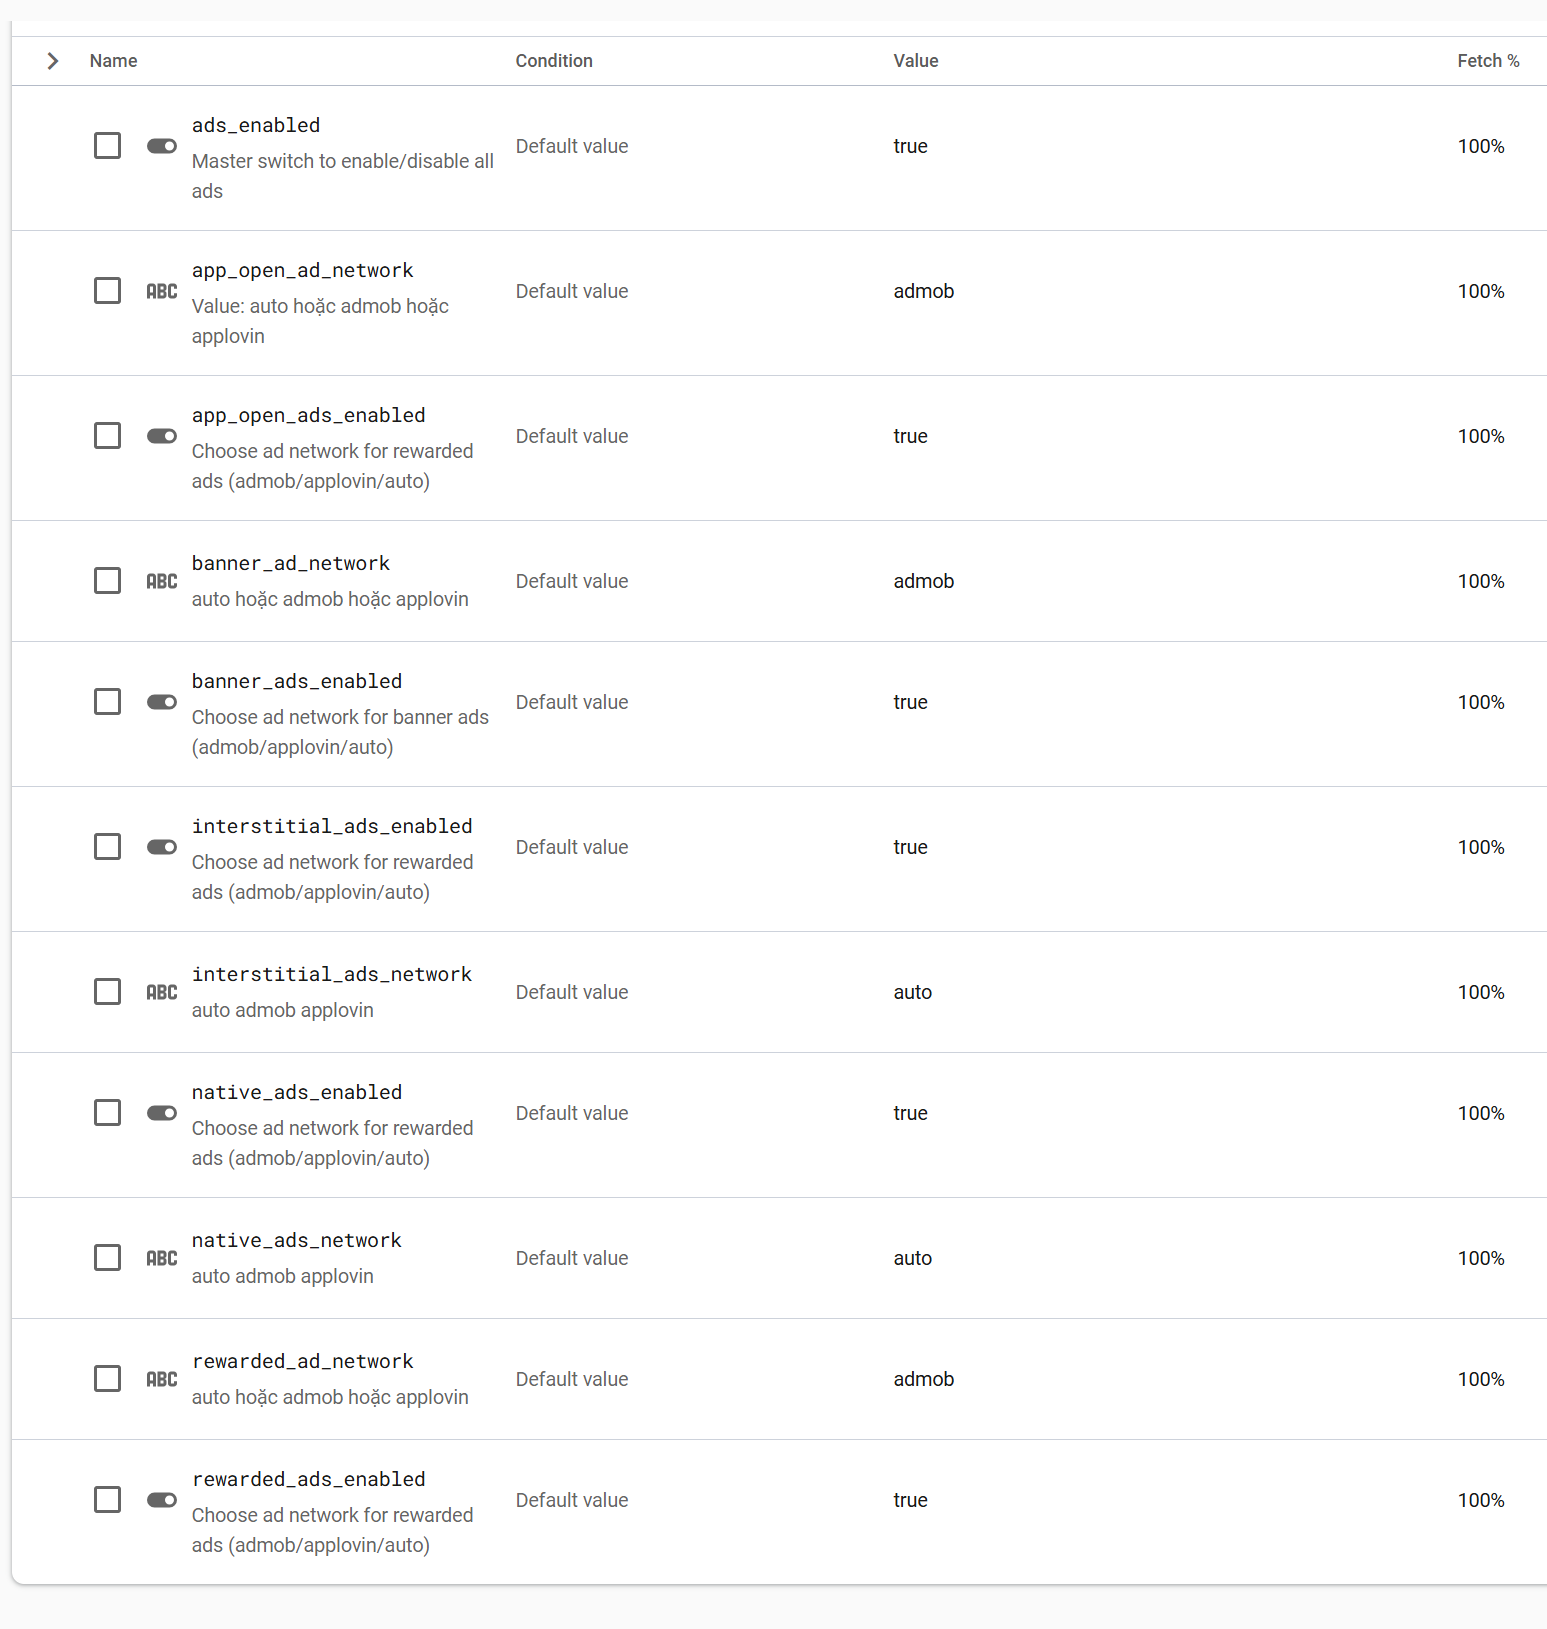 Name Condition Value Fetch %
ads_enabled
Master switch to enable/disable all
ads
Default value true 100%
ABC
app_open_ad_network
Value: auto hoặc admob hoặc
applovin
Default value admob 100%
app_open_ads_enabled
Choose ad network for rewarded
ads (admob/applovin/auto)
Default value true 100%
ABC
banner_ad_network
auto hoặc admob hoặc applovin
Default value admob 100%
banner_ads_enabled
Choose ad network for banner ads
(admob/applovin/auto)
Default value true 100%
interstitial_ads_enabled
Choose ad network for rewarded
ads (admob/applovin/auto)
Default value true 100%
ABC
interstitial_ads_network
auto admob applovin
Default value auto 100%
native_ads_enabled
Choose ad network for rewarded
ads (admob/applovin/auto)
Default value true 100%
ABC
native_ads_network
auto admob applovin
Default value auto 100%
ABC
rewarded_ad_network
auto hoặc admob hoặc applovin
Default value admob 100%
rewarded_ads_enabled
Choose ad network for rewarded
ads (admob/applovin/auto)
Default value true 100%